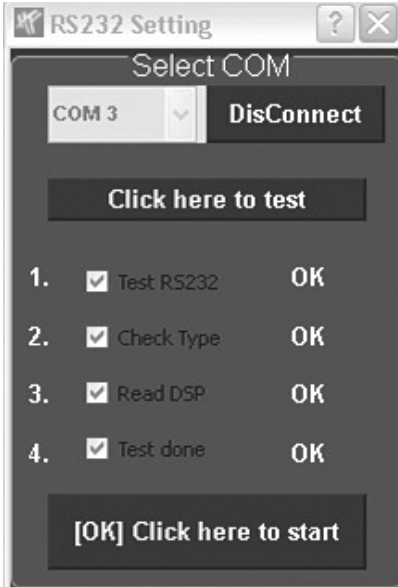 RS232 Setting ?
Select COM
COM 3 DisConnect
Click here to test
1. Test RS232 OK
2. Check Type OK
3. Read DSP OK
4. Test done OK
[OK] Click here to start